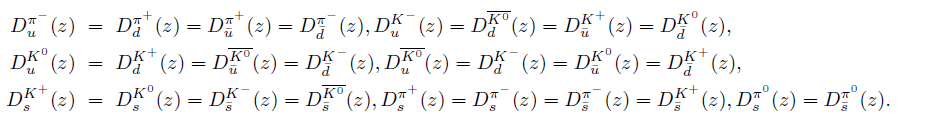 $D_u^{\pi^-}(z) = D_d^{\pi^+}(z) = D_{\bar{u}}^{\pi^+}(z) = D_{\bar{d}}^{\pi^-}(z), D_u^{K^-}(z) = D_d^{\overline{K^0}}(z) = D_{\bar{u}}^{K^+}(z) = D_{\bar{d}}^{K^0}(z),$
$D_u^{K^0}(z) = D_d^{K^+}(z) = D_{\bar{u}}^{\overline{K^0}}(z) = D_{\bar{d}}^{K^-}(z), D_u^{\overline{K^0}}(z) = D_d^{K^-}(z) = D_{\bar{u}}^{K^0}(z) = D_{\bar{d}}^{K^+}(z),$
$D_s^{K^+}(z) = D_s^{K^0}(z) = D_{\bar{s}}^{K^-}(z) = D_{\bar{s}}^{\overline{K^0}}(z), D_s^{\pi^+}(z) = D_s^{\pi^-}(z) = D_{\bar{s}}^{\pi^-}(z) = D_{\bar{s}}^{K^+}(z), D_s^{\pi^0}(z) = D_{\bar{s}}^{\pi^0}(z).$